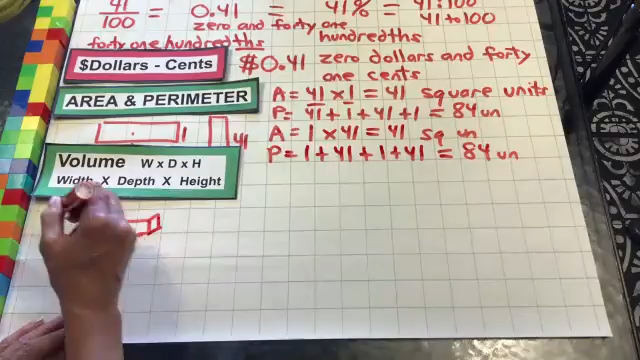 41/100 = 0.41 = 41% = 41:100
41 to 100
zero and forty one hundredths
forty one hundredths
$Dollars - Cents
$0.41 zero dollars and forty one cents
AREA & PERIMETER
A = 41 x 1 = 41 square units
P = 41 + 1 + 41 + 1 = 84 un
1
41
A = 1 x 41 = 41 sq un
P = 1 + 41 + 1 + 41 = 84 un
Volume W x D x H
Width X Depth X Height